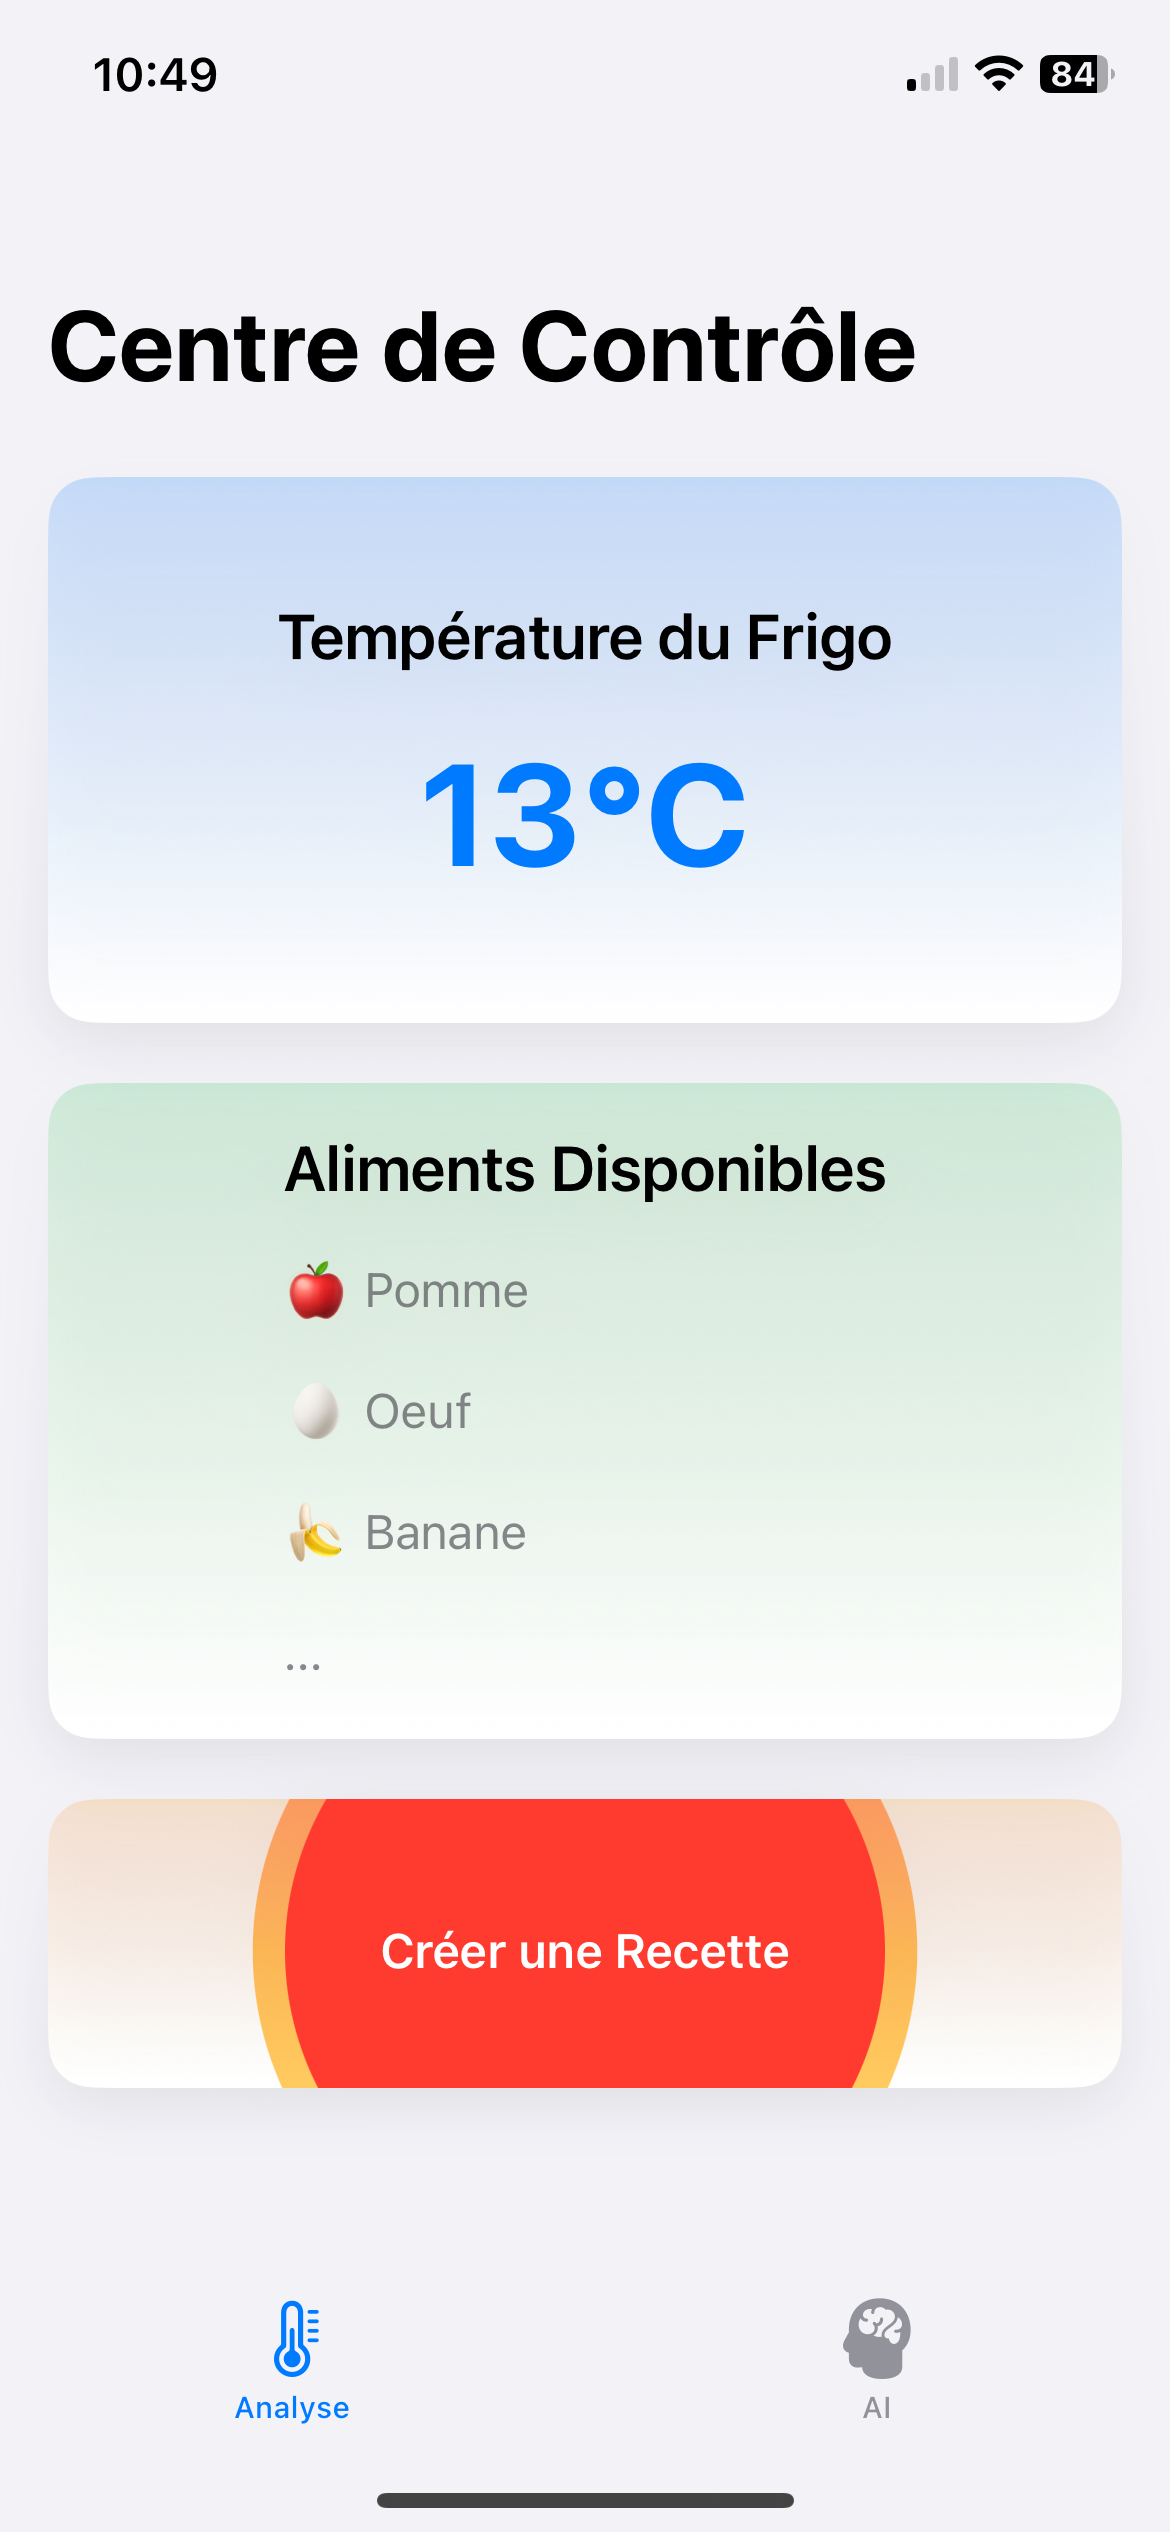 10:49
84
Centre de Contrôle
Température du Frigo
13°C
Aliments Disponibles
🍎 Pomme
🥚 Oeuf
🍌 Banane
...
Créer une Recette
Analyse
AI